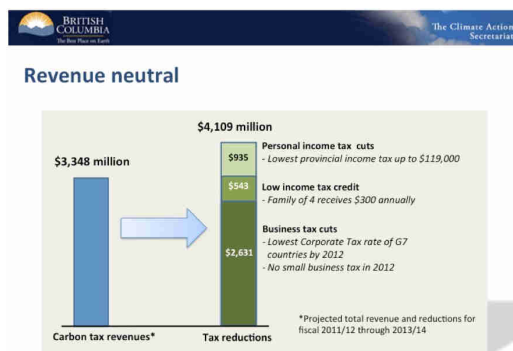 BRITISH
COLUMBIA
The Best Place on Earth
The Climate Action
Secretariat
Revenue neutral
$4,109 million
$3,348 million
$935
Personal income tax cuts
- Lowest provincial income tax up to $119,000
$543
Low income tax credit
- Family of 4 receives $300 annually
$2,631
Business tax cuts
- Lowest Corporate Tax rate of G7
countries by 2012
- No small business tax in 2012
*Projected total revenue and reductions for
fiscal 2011/12 through 2013/14
Carbon tax revenues*
Tax reductions